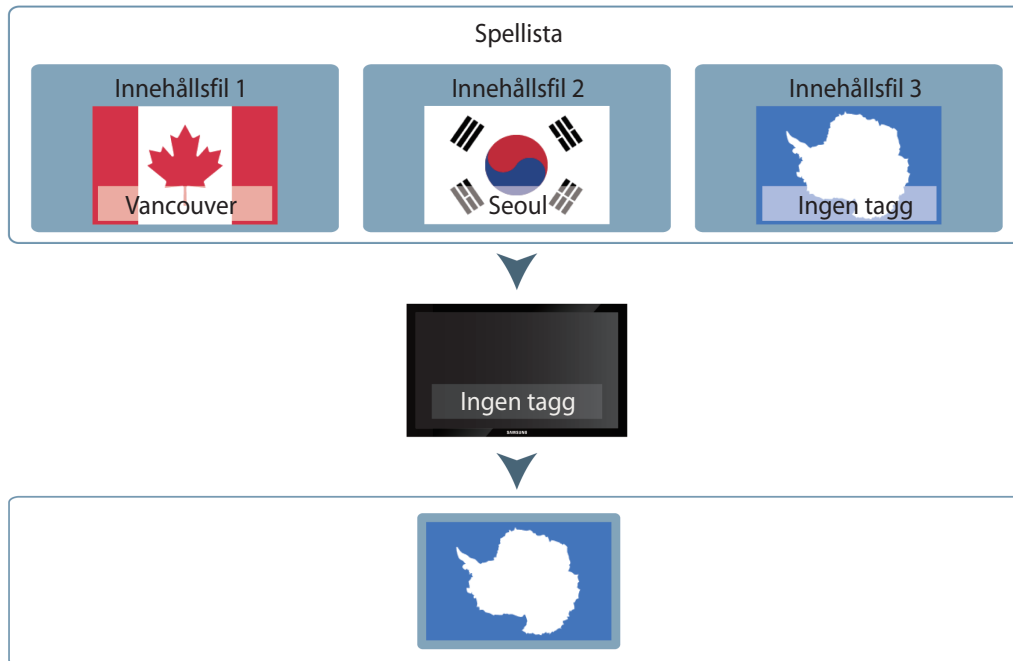 Spellista
Innehållsfil 1
Innehållsfil 2
Innehållsfil 3
Vancouver
Seoul
Ingen tagg
Ingen tagg
SAMSUNG